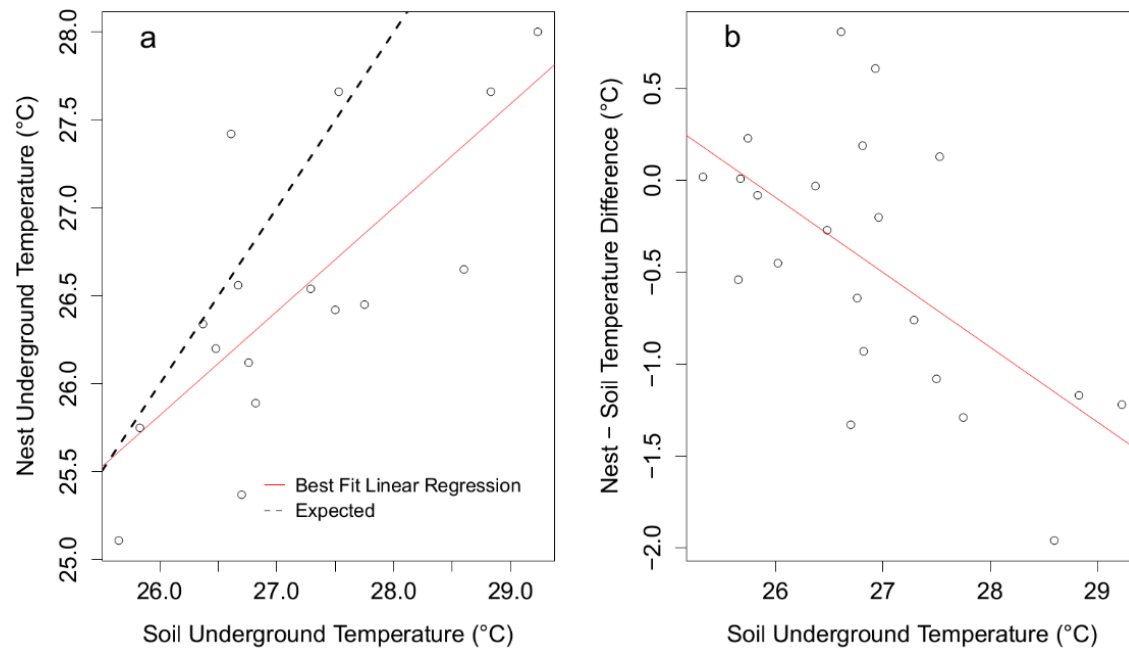 a
Nest Underground Temperature (°C)
28.0
27.5
27.0
26.5
26.0
25.5
25.0
Best Fit Linear Regression
Expected
26.0 27.0 28.0 29.0
Soil Underground Temperature (°C)
b
Nest − Soil Temperature Difference (°C)
0.5
0.0
−0.5
−1.0
−1.5
−2.0
26 27 28 29
Soil Underground Temperature (°C)